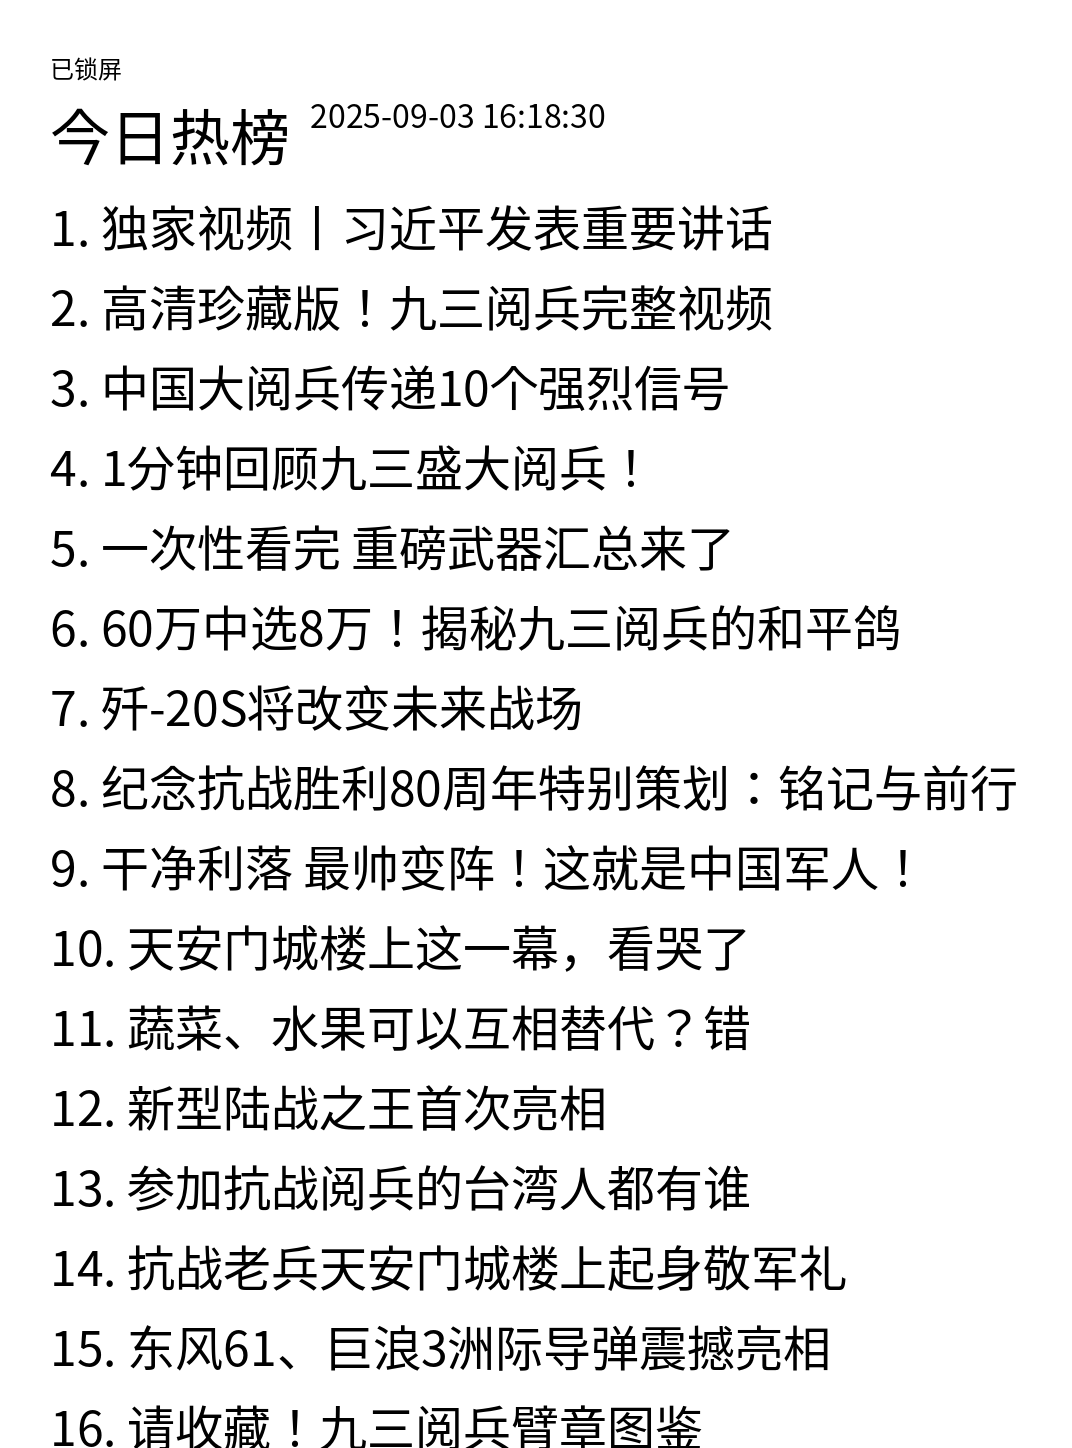 已锁屏
今日热榜 2025-09-03 16:18:30
1. 独家视频丨习近平发表重要讲话
2. 高清珍藏版！九三阅兵完整视频
3. 中国大阅兵传递10个强烈信号
4. 1分钟回顾九三盛大阅兵！
5. 一次性看完 重磅武器汇总来了
6. 60万中选8万！揭秘九三阅兵的和平鸽
7. 歼-20S将改变未来战场
8. 纪念抗战胜利80周年特别策划：铭记与前行
9. 干净利落 最帅变阵！这就是中国军人！
10. 天安门城楼上这一幕，看哭了
11. 蔬菜、水果可以互相替代？错
12. 新型陆战之王首次亮相
13. 参加抗战阅兵的台湾人都有谁
14. 抗战老兵天安门城楼上起身敬军礼
15. 东风61、巨浪3洲际导弹震撼亮相
16. 请收藏！九三阅兵臂章图鉴